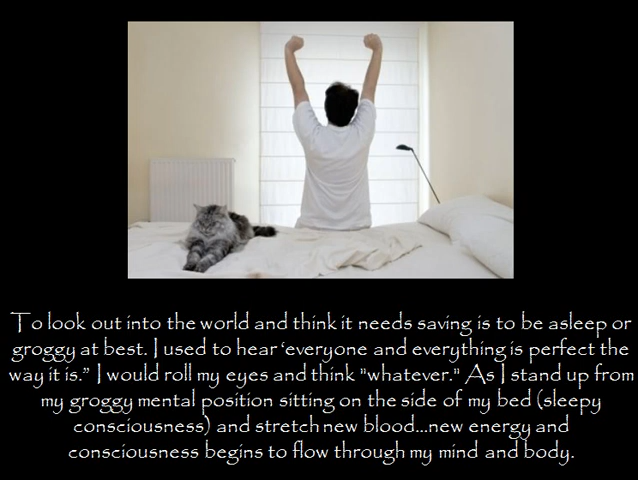 To look out into the world and think it needs saving is to be asleep or
groggy at best. I used to hear ‘everyone and everything is perfect the
way it is.” I would roll my eyes and think "whatever." As I stand up from
my groggy mental position sitting on the side of my bed (sleepy
consciousness) and stretch new blood...new energy and
consciousness begins to flow through my mind and body.